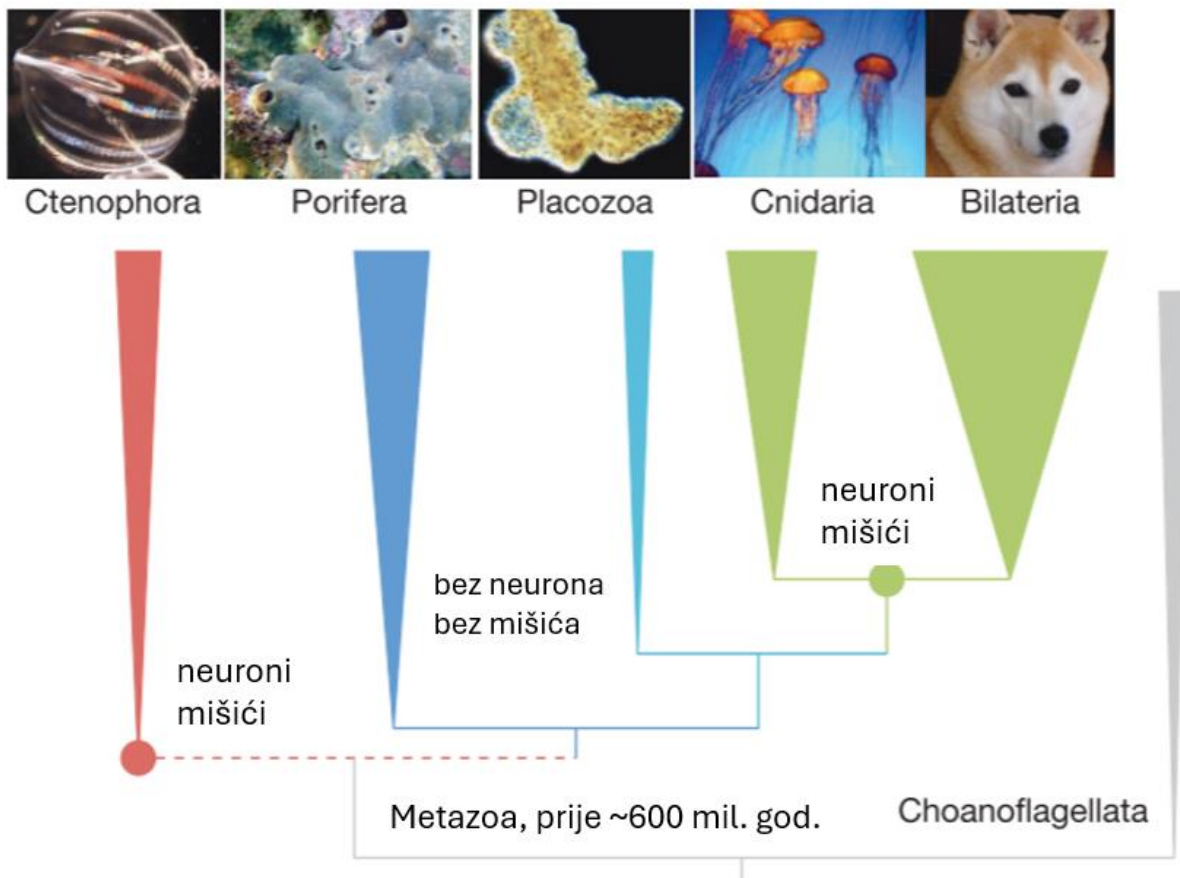 Ctenophora
Porifera
Placozoa
Cnidaria
Bilateria
neuroni
mišići
bez neurona
bez mišića
neuroni
mišići
Metazoa, prije ~600 mil. god.
Choanoflagellata